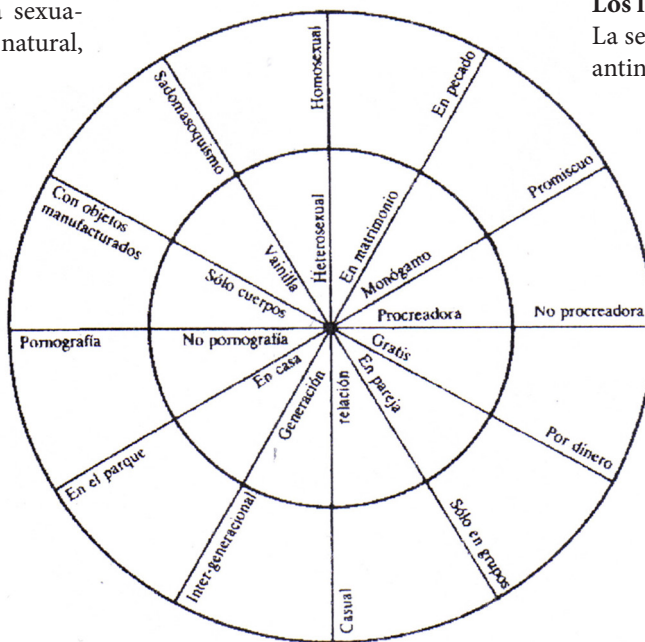 a sexua-
natural,
Los l
La se
antin
Homosexual
Heterosexual
En pecado
En matrimonio
Promiscuo
Monógamo
No procreadora
Procreadora
Por dinero
Gratis
Sólo en grupos
En pareja
Casual
relación
Inter-generacional
Generación
En el parque
En casa
Pornografía
No pornografía
Con objetos
manufacturados
Sólo cuerpos
Sadomasoquismo
Vainilla